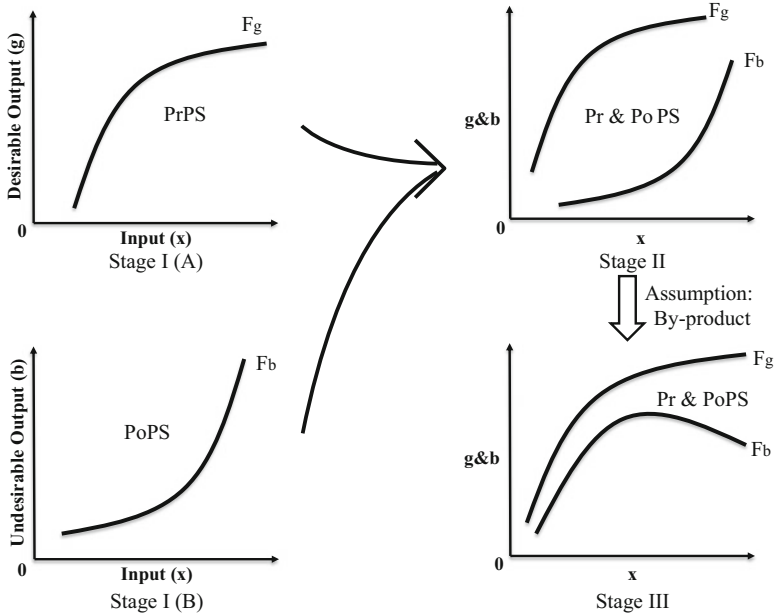 Desirable Output (g)
Fg
PrPS
0
Input (x)
Stage I (A)
Undesirable Output (b)
Fb
PoPS
0
Input (x)
Stage I (B)
g&b
Fg
Fb
Pr & Po PS
0
x
Stage II
Assumption:
By-product
g&b
Fg
Pr & PoPS
Fb
0
x
Stage III